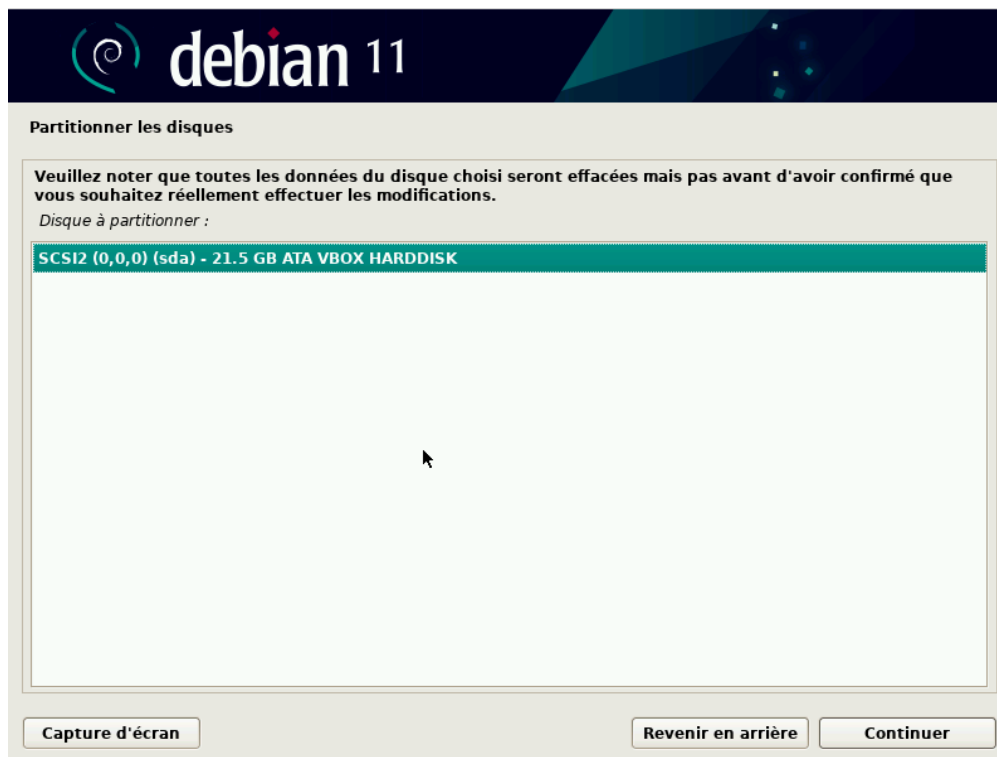 debian 11
Partitionner les disques
Veuillez noter que toutes les données du disque choisi seront effacées mais pas avant d'avoir confirmé que
vous souhaitez réellement effectuer les modifications.
Disque à partitionner :
SCSI2 (0,0,0) (sda) - 21.5 GB ATA VBOX HARDDISK
Capture d'écran
Revenir en arrière
Continuer